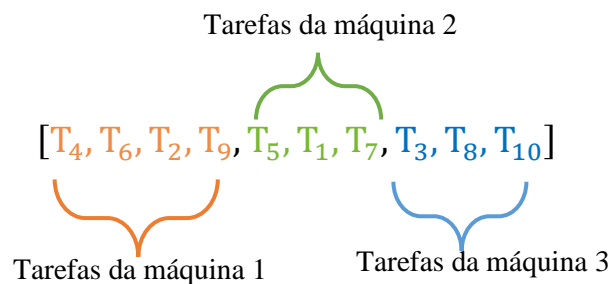 Tarefas da máquina 2
[T₄, T₆, T₂, T₉, T₅, T₁, T₇, T₃, T₈, T₁₀]
Tarefas da máquina 1
Tarefas da máquina 3